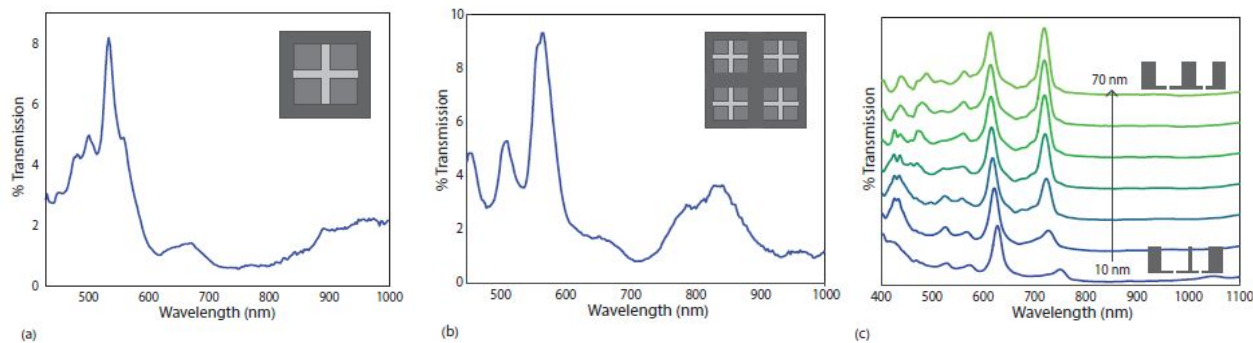 8
6
4
2
0
% Transmission
500 600 700 800 900 1000
Wavelength (nm)
(a)
10
8
6
4
2
0
% Transmission
500 600 700 800 900 1000
Wavelength (nm)
(b)
% Transmission
70 nm
10 nm
400 500 600 700 800 900 1000 1100
Wavelength (nm)
(c)